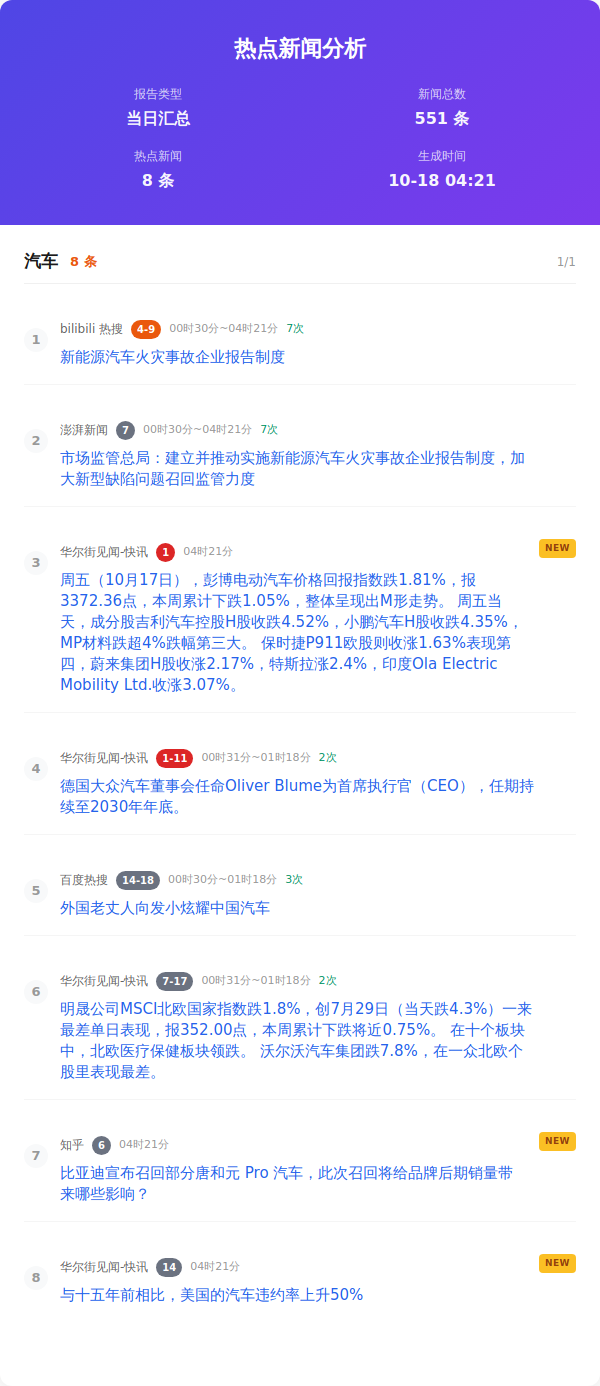 热点新闻分析
报告类型
新闻总数
当日汇总
551 条
热点新闻
生成时间
8 条
10-18 04:21
汽车 8 条 1/1
1 bilibili 热搜 4-9 00时30分~04时21分 7次
新能源汽车火灾事故企业报告制度
2 澎湃新闻 7 00时30分~04时21分 7次
市场监管总局：建立并推动实施新能源汽车火灾事故企业报告制度，加
大新型缺陷问题召回监管力度
3 华尔街见闻-快讯 1 04时21分 NEW
周五（10月17日），彭博电动汽车价格回报指数跌1.81%，报
3372.36点，本周累计下跌1.05%，整体呈现出M形走势。 周五当
天，成分股吉利汽车控股H股收跌4.52%，小鹏汽车H股收跌4.35%，
MP材料跌超4%跌幅第三大。 保时捷P911欧股则收涨1.63%表现第
四，蔚来集团H股收涨2.17%，特斯拉涨2.4%，印度Ola Electric
Mobility Ltd.收涨3.07%。
4 华尔街见闻-快讯 1-11 00时31分~01时18分 2次
德国大众汽车董事会任命Oliver Blume为首席执行官（CEO），任期持
续至2030年年底。
5 百度热搜 14-18 00时30分~01时18分 3次
外国老丈人向发小炫耀中国汽车
6 华尔街见闻-快讯 7-17 00时31分~01时18分 2次
明晟公司MSCI北欧国家指数跌1.8%，创7月29日（当天跌4.3%）一来
最差单日表现，报352.00点，本周累计下跌将近0.75%。 在十个板块
中，北欧医疗保健板块领跌。 沃尔沃汽车集团跌7.8%，在一众北欧个
股里表现最差。
7 知乎 6 04时21分 NEW
比亚迪宣布召回部分唐和元 Pro 汽车，此次召回将给品牌后期销量带
来哪些影响？
8 华尔街见闻-快讯 14 04时21分 NEW
与十五年前相比，美国的汽车违约率上升50%